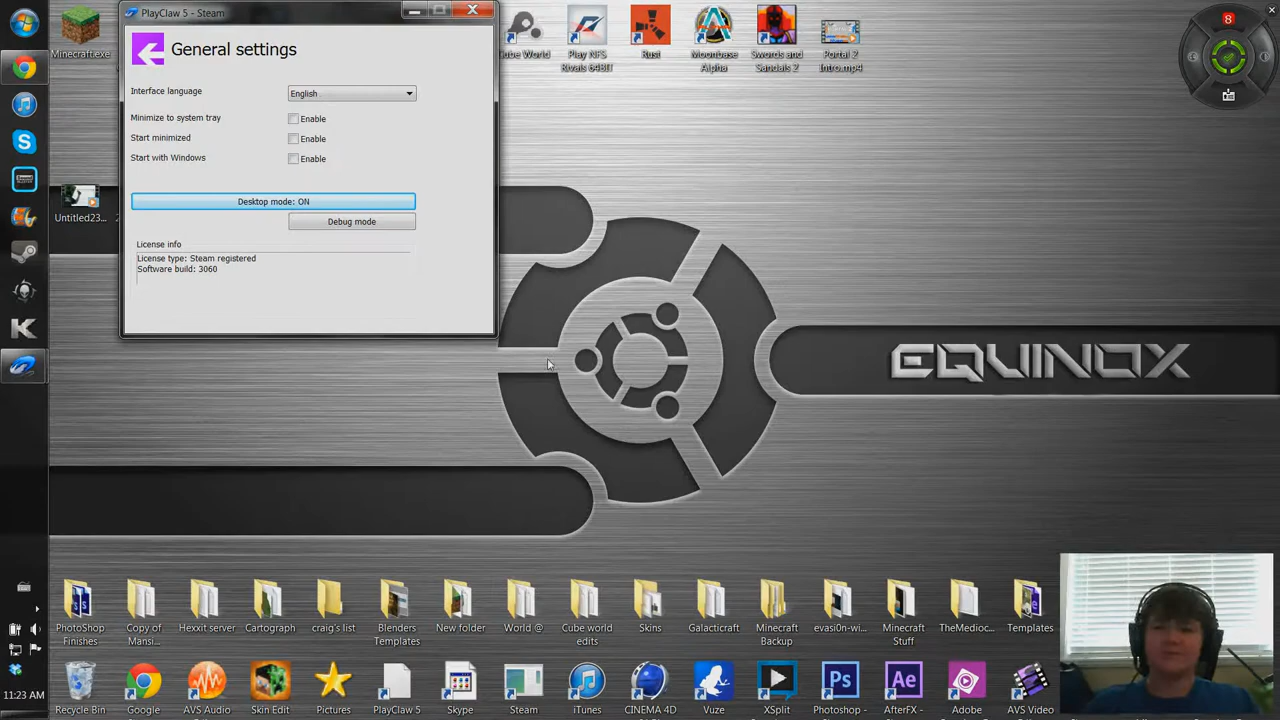 PlayClaw 5 - Steam
General settings
Interface language
English
Minimize to system tray
Enable
Start minimized
Enable
Start with Windows
Enable
Desktop mode: ON
Debug mode
License info
License type: Steam registered
Software build: 3060
Minecraft.exe
Cube World
Play NFS Rivals 64BIT
Rust
Moonbase Alpha
Swords and Sandals 2
Portal 2 Intro.mp4
8
Untitled23...
EQUINOX
PhotoShop Finishes
Copy of Mansi...
Hexxit server
Cartograph
craig's list
Blenders Templates
New folder
World @
Cube world edits
Skins
Galacticraft
Minecraft Backup
evasi0n-wi...
Minecraft Stuff
TheMedioc...
Templates
Recycle Bin
Google
AVS Audio
Skin Edit
Pictures
PlayClaw 5
Skype
Steam
iTunes
CINEMA 4D
Vuze
XSplit
Photoshop -
AfterFX -
Adobe
AVS Video
Ps
Ae
11:23 AM